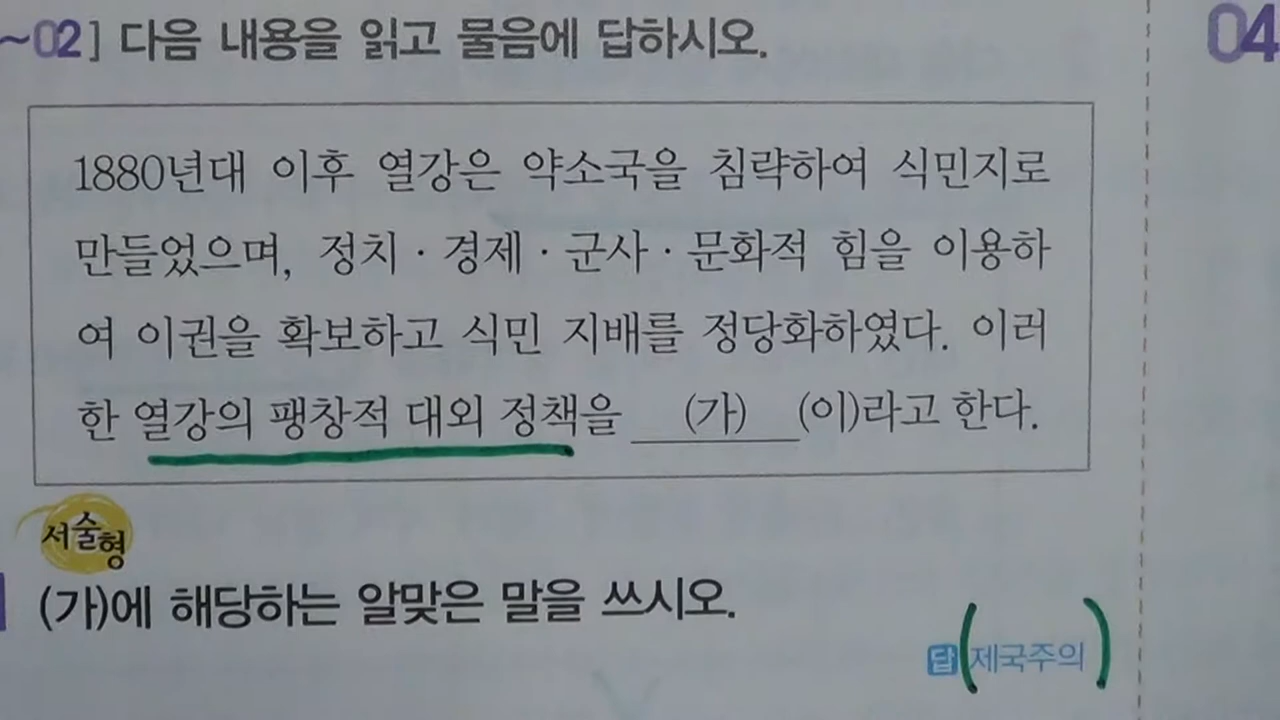 ~02] 다음 내용을 읽고 물음에 답하시오.
04
1880년대 이후 열강은 약소국을 침략하여 식민지로
만들었으며, 정치·경제·군사·문화적 힘을 이용하
여 이권을 확보하고 식민 지배를 정당화하였다. 이러
한 열강의 팽창적 대외 정책을 (가) (이)라고 한다.
서술형
(가)에 해당하는 알맞은 말을 쓰시오.
답 (제국주의)